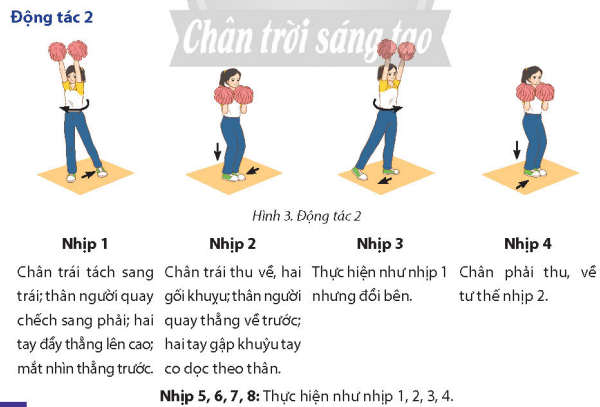 Động tác 2
Chân trời sáng tạo
Hình 3. Động tác 2
Nhịp 1
Chân trái tách sang
trái; thân người quay
chếch sang phải; hai
tay đẩy thẳng lên cao;
mắt nhìn thẳng trước.
Nhịp 2
Chân trái thu về, hai
gối khuỵu; thân người
quay thẳng về trước;
hai tay gập khuỷu tay
co dọc theo thân.
Nhịp 3
Thực hiện như nhịp 1
nhưng đổi bên.
Nhịp 4
Chân phải thu, về
tư thế nhịp 2.
Nhịp 5, 6, 7, 8: Thực hiện như nhịp 1, 2, 3, 4.